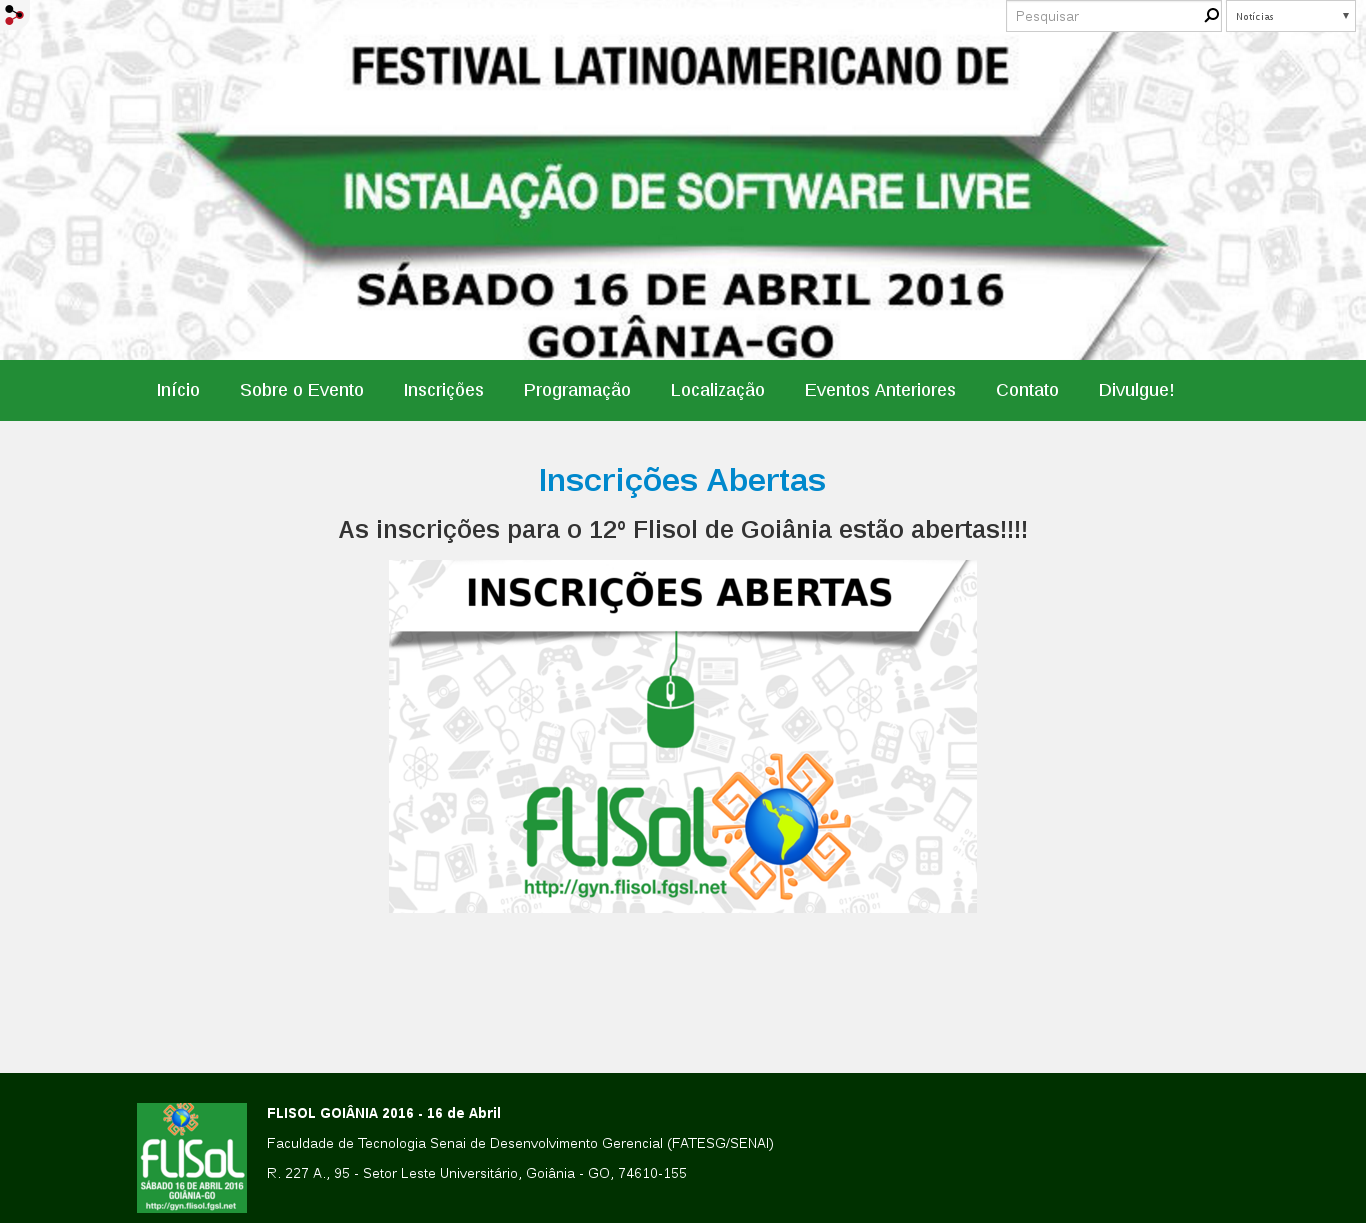 Pesquisar
Notícias
FESTIVAL LATINOAMERICANO DE
INSTALAÇÃO DE SOFTWARE LIVRE
SÁBADO 16 DE ABRIL 2016
GOIÂNIA-GO
Início Sobre o Evento Inscrições Programação Localização Eventos Anteriores Contato Divulgue!
Inscrições Abertas
As inscrições para o 12º Flisol de Goiânia estão abertas!!!!
INSCRIÇÕES ABERTAS
FLISoL
http://gyn.flisol.fgsl.net
FLISoL
SÁBADO 16 DE ABRIL 2016
GOIÂNIA-GO
http://gyn.flisol.fgsl.net
FLISOL GOIÂNIA 2016 - 16 de Abril
Faculdade de Tecnologia Senai de Desenvolvimento Gerencial (FATESG/SENAI)
R. 227 A., 95 - Setor Leste Universitário, Goiânia - GO, 74610-155